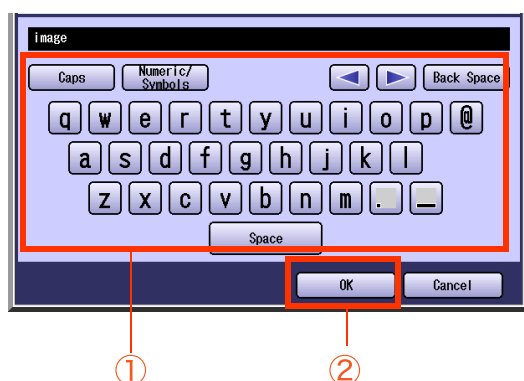 image
Caps Numeric/ Back Space
Symbols
q w e r t y u i o p @
a s d f g h j k l
z x c v b n m . _
Space
OK Cancel
① ②